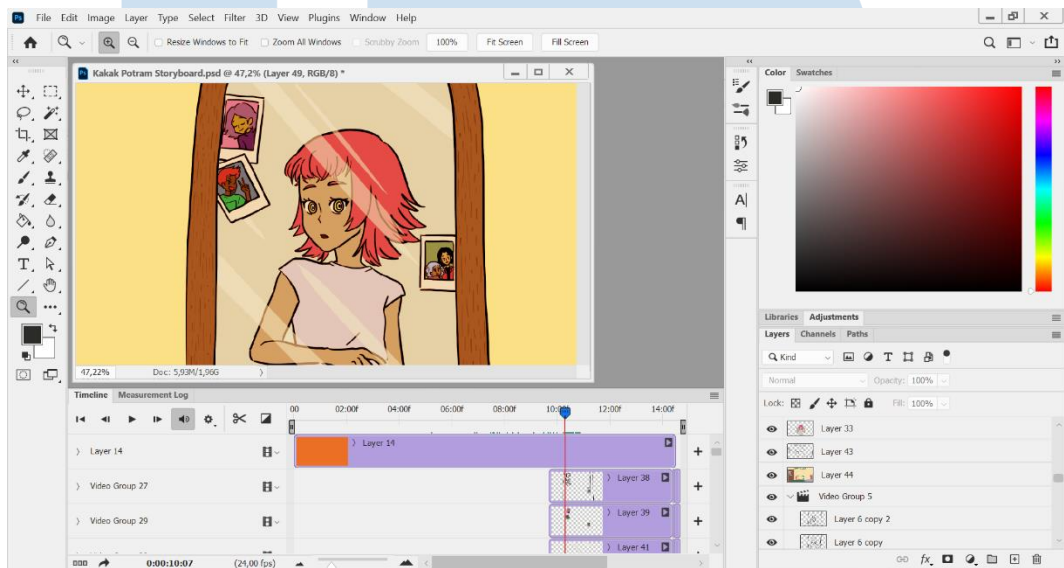 Ps File Edit Image Layer Type Select Filter 3D View Plugins Window Help
Resize Windows to Fit Zoom All Windows Scrubby Zoom 100% Fit Screen Fill Screen
Ps Kakak Potram Storyboard.psd @ 47,2% (Layer 49, RGB/8) *
47,22% Doc: 5,93M/1,96G
Timeline Measurement Log
00 02:00f 04:00f 06:00f 08:00f 12:00f 14:00f
Layer 14
Layer 14
Video Group 27
Layer 38
Video Group 29
Layer 39
Layer 41
0:00:10:07 (24,00 fps)
Color Swatches
Libraries Adjustments
Layers Channels Paths
Kind
Normal Opacity: 100%
Lock: Fill: 100%
Layer 33
Layer 43
Layer 44
Video Group 5
Layer 6 copy 2
Layer 6 copy
fx